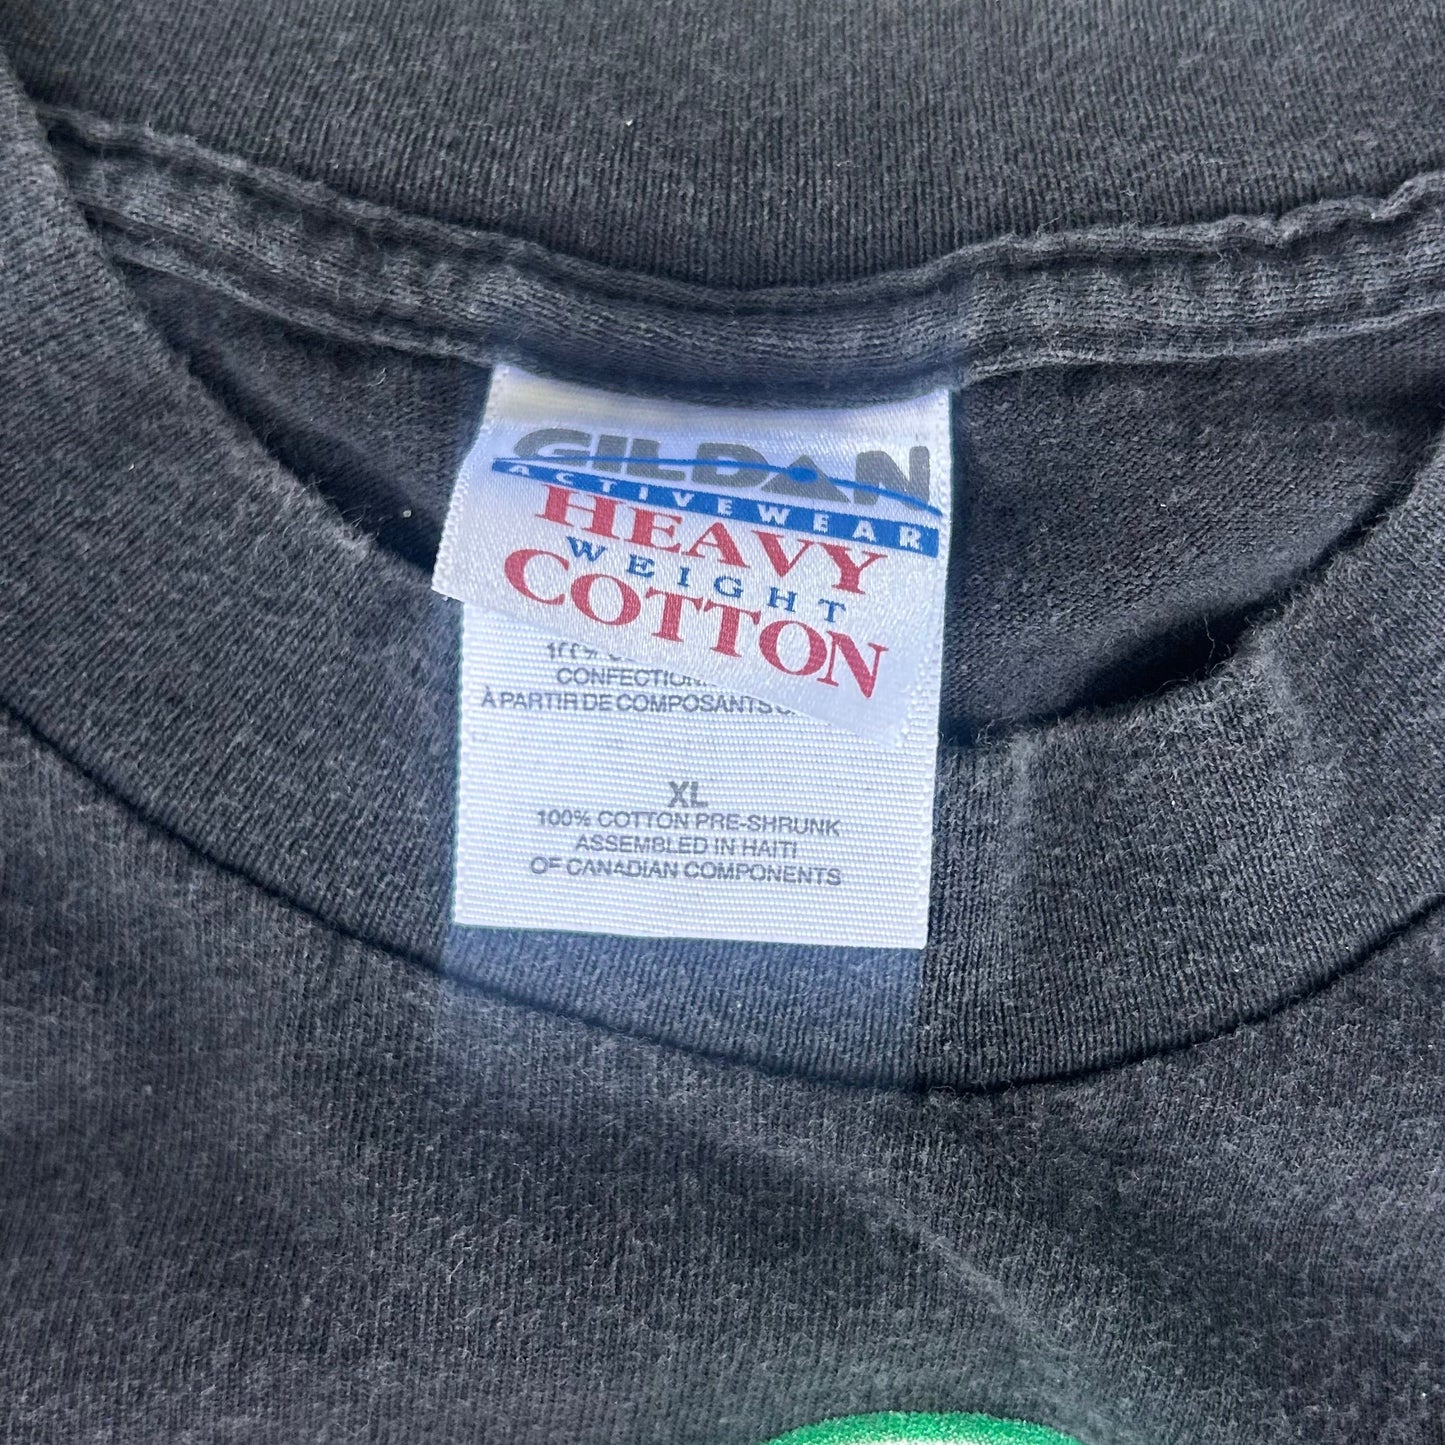 GILDAN
ACTIVEWEAR
HEAVY
WEIGHT
COTTON
100%
CONFECTION
À PARTIR DE COMPOSANTS
XL
100% COTTON PRE-SHRUNK
ASSEMBLED IN HAITI
OF CANADIAN COMPONENTS